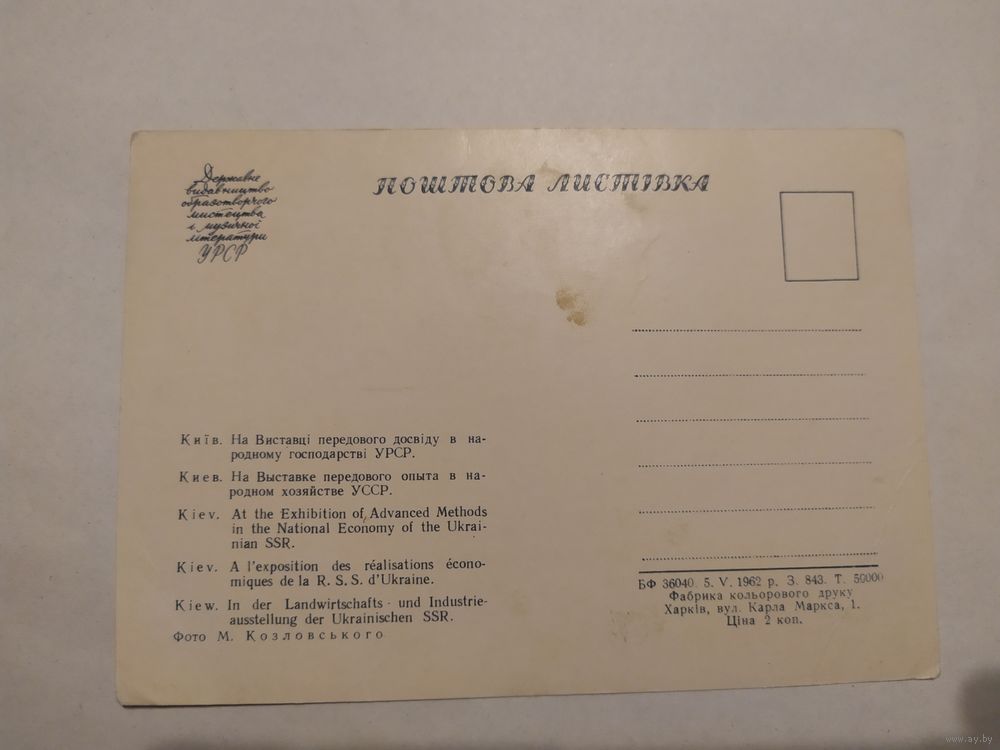 Державне
видавництво
образотворчого
мистецтва
і музичної
літератури
УРСР
ПОШТОВА ЛИСТІВКА
Київ. На Виставці передового досвіду в на-
родному господарстві УРСР.
Киев. На Выставке передового опыта в на-
родном хозяйстве УССР.
Kiev. At the Exhibition of Advanced Methods
in the National Economy of the Ukrai-
nian SSR.
Kiev. A l'exposition des réalisations écono-
miques de la R. S. S. d'Ukraine.
Kiew. In der Landwirtschafts - und Industrie-
ausstellung der Ukrainischen SSR.
Фото М. Козловського
БФ 36040. 5. V. 1962 р. З. 843. Т. 50000
Фабрика кольорового друку
Харків, вул. Карла Маркса, 1.
Ціна 2 коп.
www.ay.by